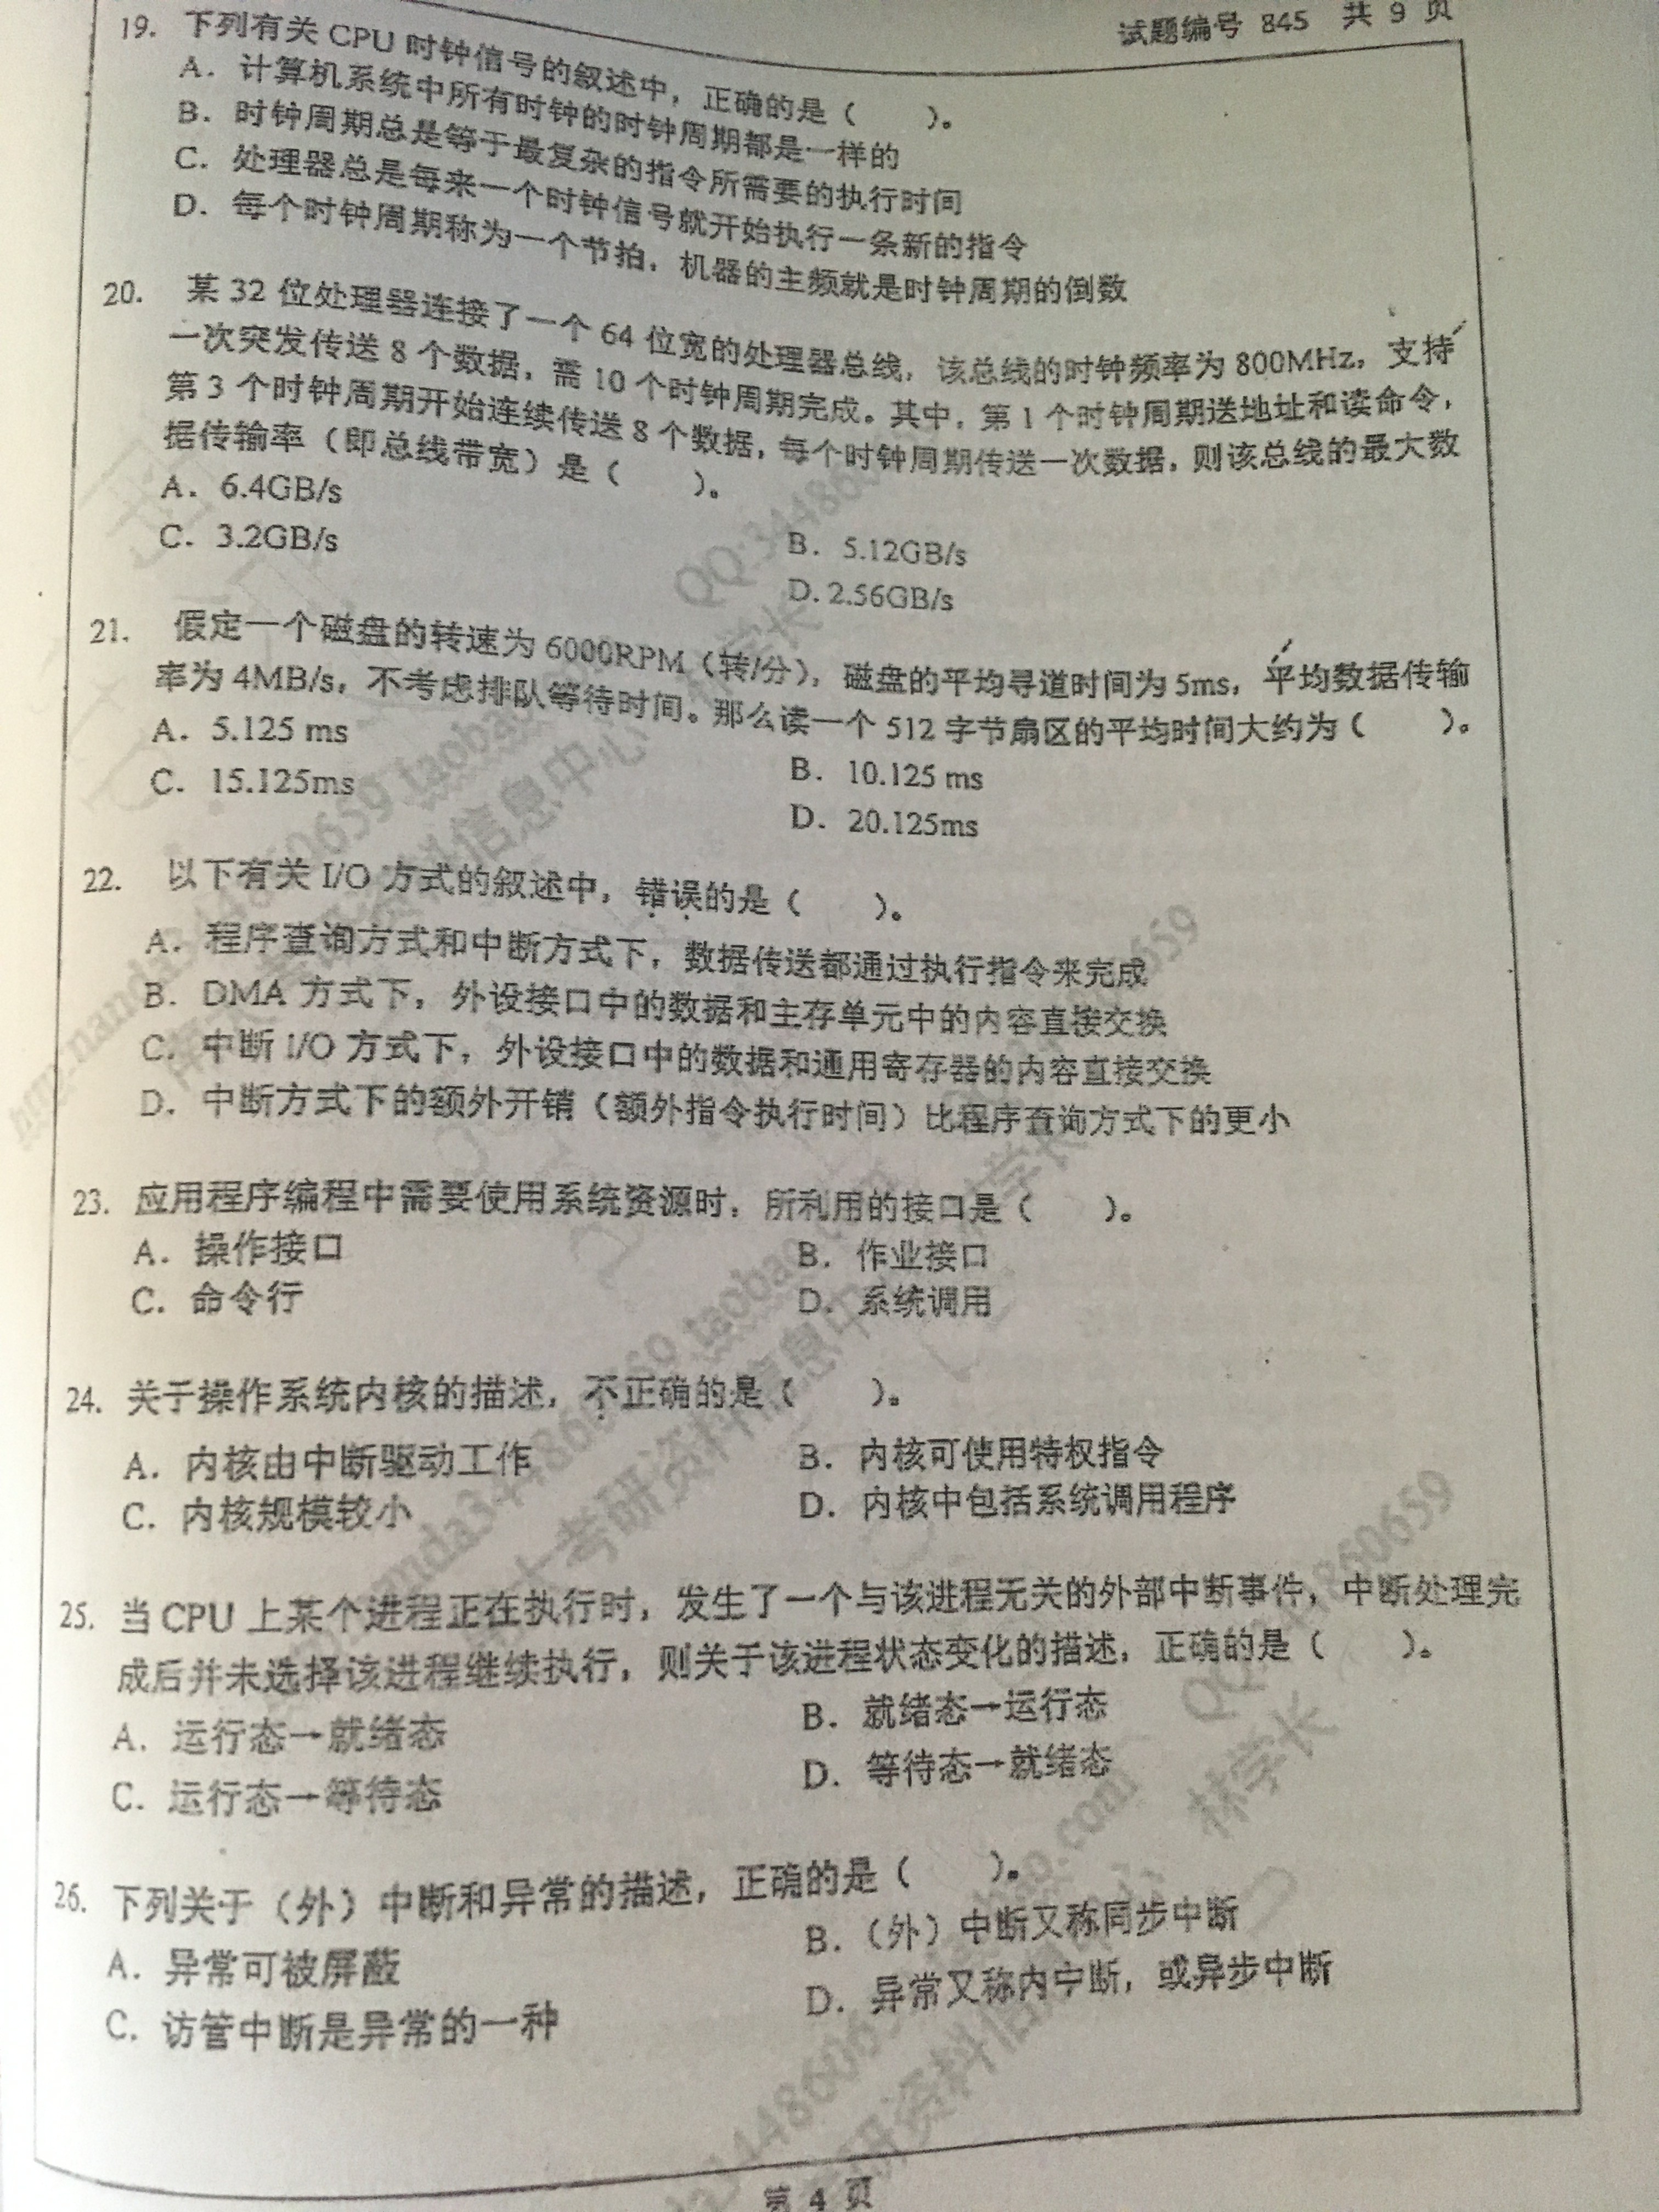 试题编号 845 共 9 页
19. 下列有关 CPU 时钟信号的叙述中，正确的是（ ）。
A. 计算机系统中所有时钟的时钟周期都是一样的
B. 时钟周期总是等于最复杂的指令所需要的执行时间
C. 处理器总是每来一个时钟信号就开始执行一条新的指令
D. 每个时钟周期称为一个节拍，机器的主频就是时钟周期的倒数
20. 某 32 位处理器连接了一个 64 位宽的处理器总线，该总线的时钟频率为 800MHz，支持
一次突发传送 8 个数据，需 10 个时钟周期完成。其中，第 1 个时钟周期送地址和读命令，
第 3 个时钟周期开始连续传送 8 个数据，每个时钟周期传送一次数据，则该总线的最大数
据传输率（即总线带宽）是（ ）。
A. 6.4GB/s B. 5.12GB/s
C. 3.2GB/s D. 2.56GB/s
21. 假定一个磁盘的转速为 6000RPM（转/分），磁盘的平均寻道时间为 5ms，平均数据传输
率为 4MB/s，不考虑排队等待时间。那么读一个 512 字节扇区的平均时间大约为（ ）。
A. 5.125 ms B. 10.125 ms
C. 15.125ms D. 20.125ms
22. 以下有关 I/O 方式的叙述中，错误的是（ ）。
A. 程序查询方式和中断方式下，数据传送都通过执行指令来完成
B. DMA 方式下，外设接口中的数据和主存单元中的内容直接交换
C. 中断 I/O 方式下，外设接口中的数据和通用寄存器的内容直接交换
D. 中断方式下的额外开销（额外指令执行时间）比程序查询方式下的更小
23. 应用程序编程中需要使用系统资源时，所利用的接口是（ ）。
A. 操作接口 B. 作业接口
C. 命令行 D. 系统调用
24. 关于操作系统内核的描述，不正确的是（ ）。
A. 内核由中断驱动工作 B. 内核可使用特权指令
C. 内核规模较小 D. 内核中包括系统调用程序
25. 当 CPU 上某个进程正在执行时，发生了一个与该进程无关的外部中断事件，中断处理完
成后并未选择该进程继续执行，则关于该进程状态变化的描述，正确的是（ ）。
A. 运行态→就绪态 B. 就绪态→运行态
C. 运行态→等待态 D. 等待态→就绪态
26. 下列关于（外）中断和异常的描述，正确的是（ ）。
A. 异常可被屏蔽 B.（外）中断又称同步中断
C. 访管中断是异常的一种 D. 异常又称内中断，或异步中断
第 4 页